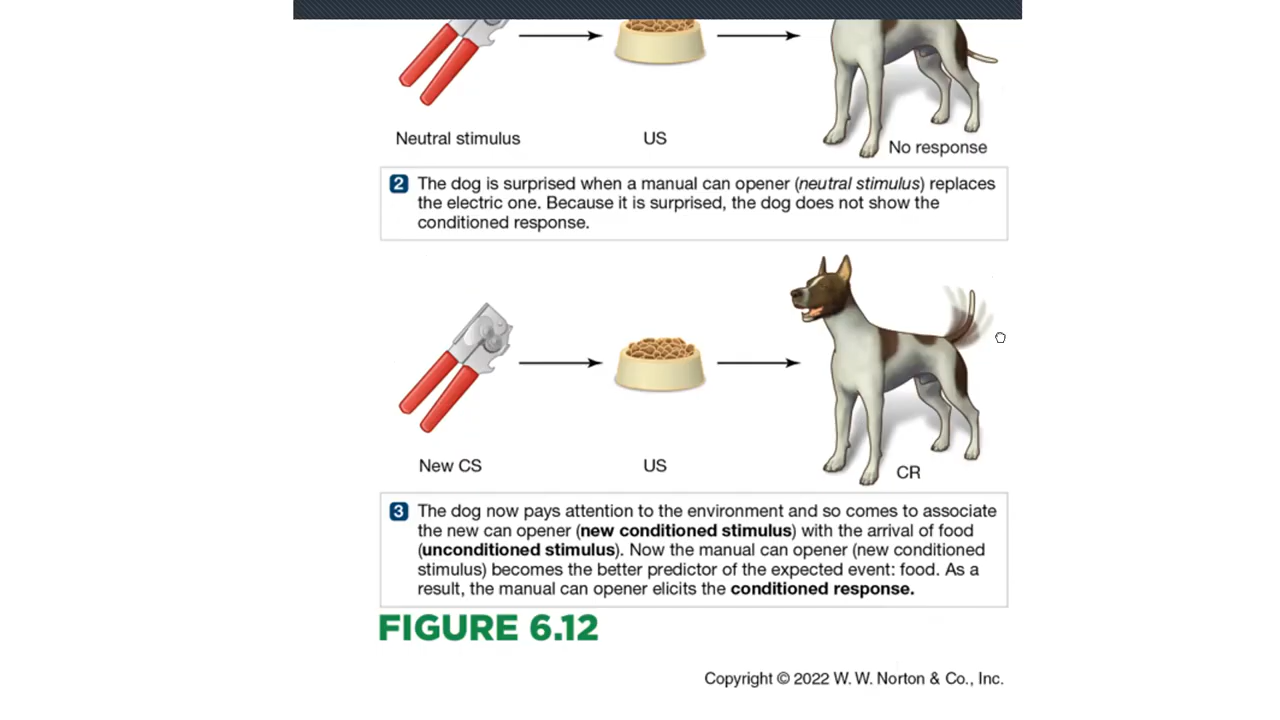 Neutral stimulus
US
No response
2 The dog is surprised when a manual can opener (neutral stimulus) replaces
the electric one. Because it is surprised, the dog does not show the
conditioned response.
New CS
US
CR
3 The dog now pays attention to the environment and so comes to associate
the new can opener (new conditioned stimulus) with the arrival of food
(unconditioned stimulus). Now the manual can opener (new conditioned
stimulus) becomes the better predictor of the expected event: food. As a
result, the manual can opener elicits the conditioned response.
FIGURE 6.12
Copyright © 2022 W. W. Norton & Co., Inc.